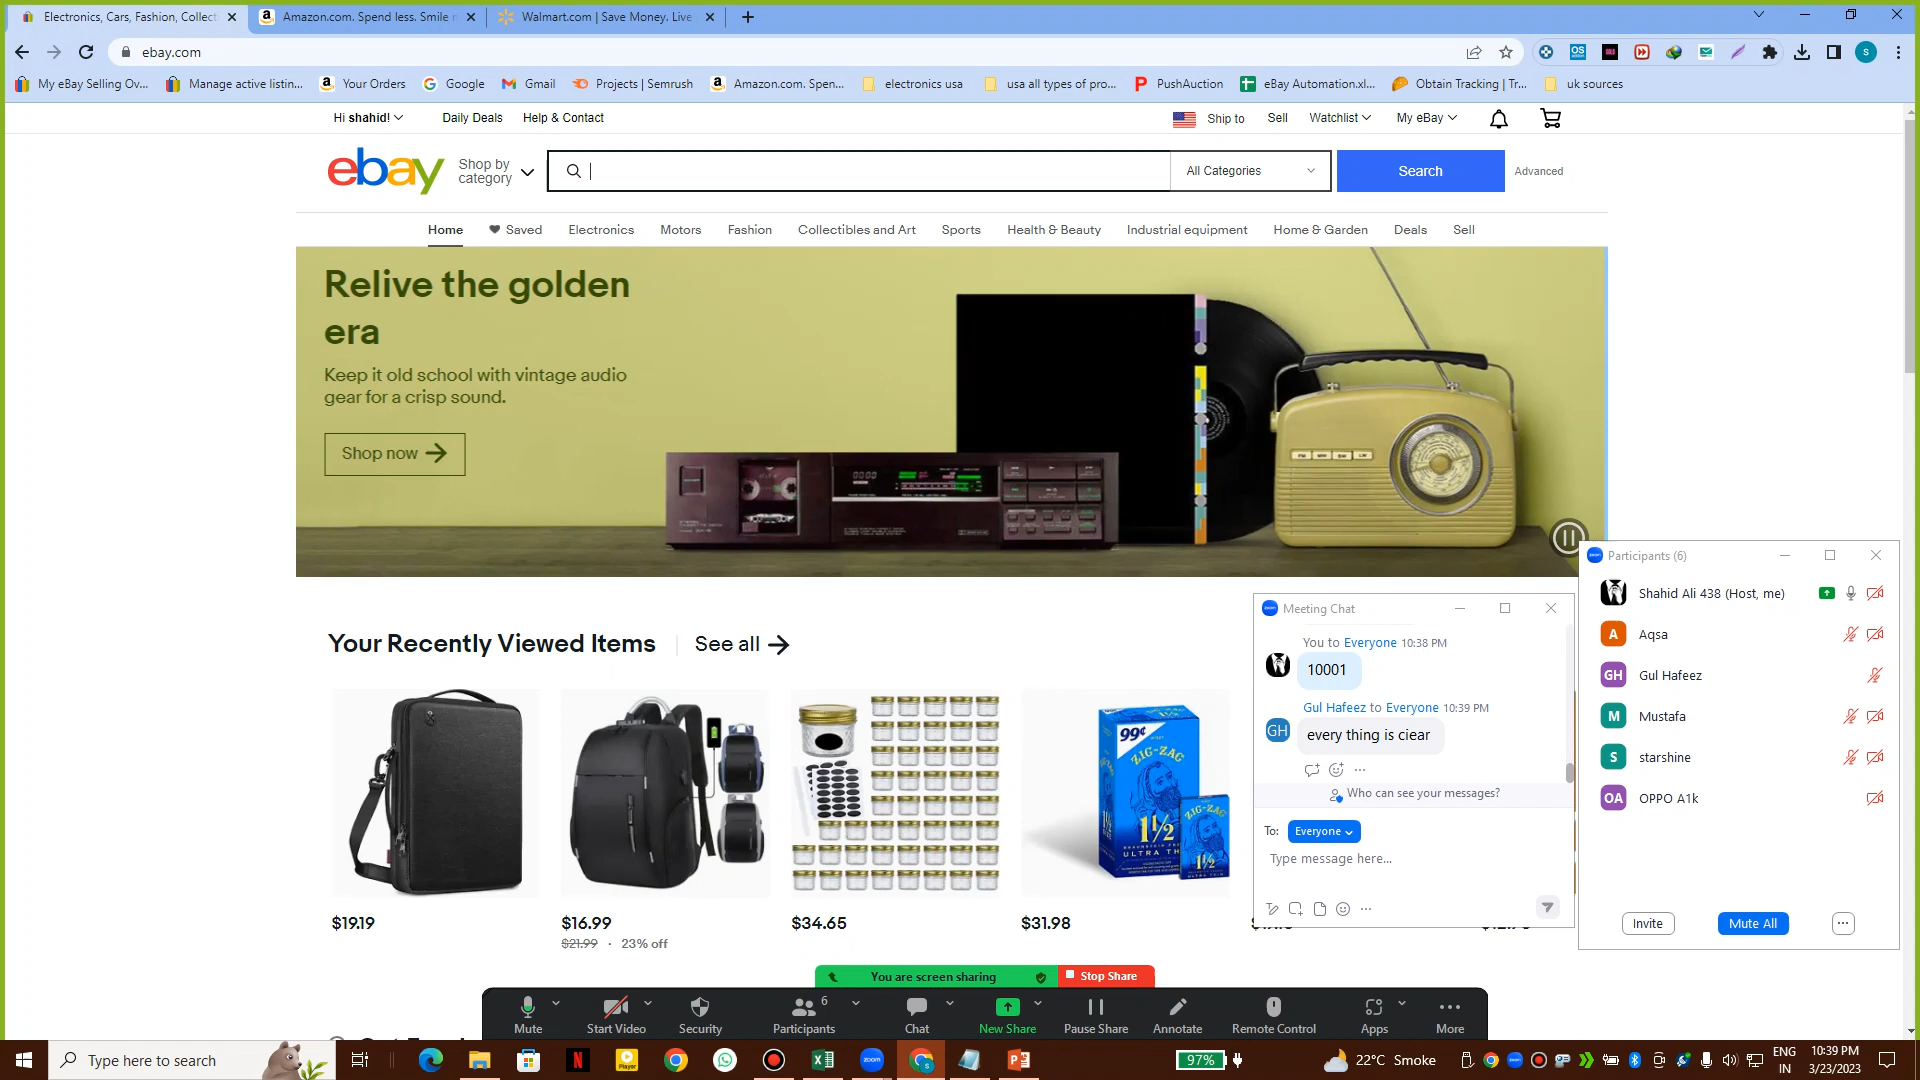 Electronics, Cars, Fashion, Collect
Amazon.com. Spend less. Smile
Walmart.com | Save Money. Live
ebay.com
My eBay Selling Ov...
Manage active listin...
Your Orders
Google
Gmail
Projects | Semrush
Amazon.com. Spen...
electronics usa
usa all types of pro...
PushAuction
eBay Automation.xl...
Obtain Tracking | Tr...
uk sources
Hi shahid!
Daily Deals
Help & Contact
Ship to
Sell
Watchlist
My eBay
ebay
Shop by
category
All Categories
Search
Advanced
Home
Saved
Electronics
Motors
Fashion
Collectibles and Art
Sports
Health & Beauty
Industrial equipment
Home & Garden
Deals
Sell
Relive the golden
era
Keep it old school with vintage audio
gear for a crisp sound.
Shop now
Your Recently Viewed Items
See all
99¢
ZIG-ZAG
1½
ULTRA TH
$19.19
$16.99
$21.99 · 23% off
$34.65
$31.98
Meeting Chat
You to Everyone 10:38 PM
10001
Gul Hafeez to Everyone 10:39 PM
GH
every thing is ciear
Who can see your messages?
To: Everyone
Type message here...
Participants (6)
Shahid Ali 438 (Host, me)
A Aqsa
GH Gul Hafeez
M Mustafa
S starshine
OA OPPO A1k
Invite
Mute All
You are screen sharing
Stop Share
Mute
Start Video
Security
Participants
6
Chat
New Share
Pause Share
Annotate
Remote Control
Apps
More
Type here to search
97%
22°C Smoke
ENG
IN
10:39 PM
3/23/2023